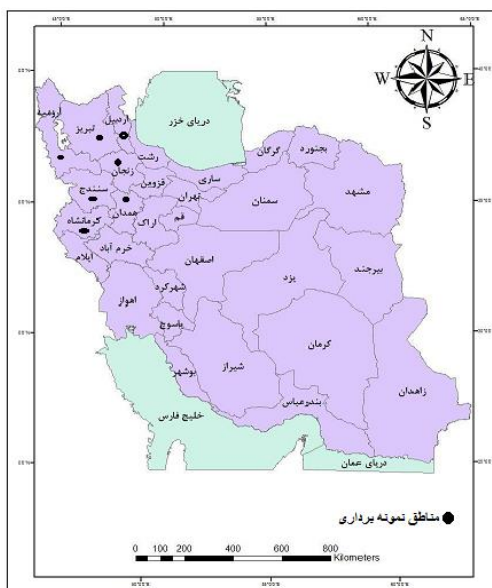 N
W E
S
دریای خزر
ارومیه
تبریز
اردبیل
رشت
زنجان
گرگان
بجنورد
ساری
قزوین
مشهد
سنندج
تهران
سمنان
همدان
کرمانشاه
اراک
قم
ایلام
خرم آباد
اصفهان
بیرجند
یزد
شهرکرد
اهواز
یاسوج
کرمان
شیراز
زاهدان
بوشهر
بندرعباس
خلیج فارس
دریای عمان
مناطق نمونه برداری
0 50 100 200 400 600 800
Kilometers